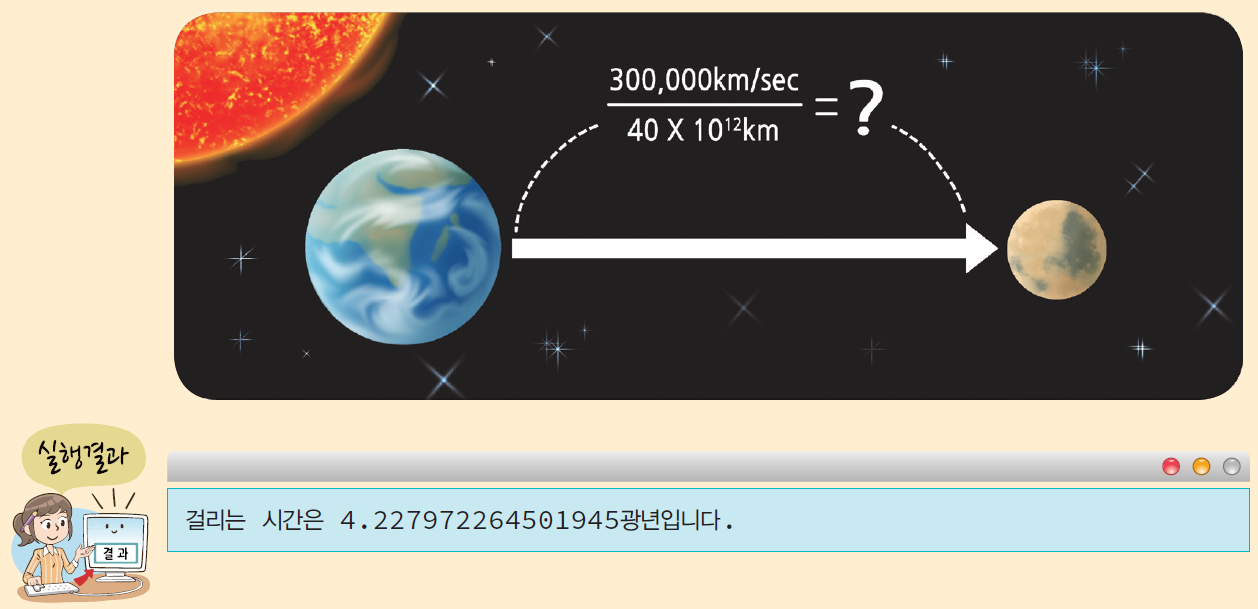 300,000km/sec
40 X 10¹²km
= ?
실행결과
결과
걸리는 시간은 4.227972264501945광년입니다.